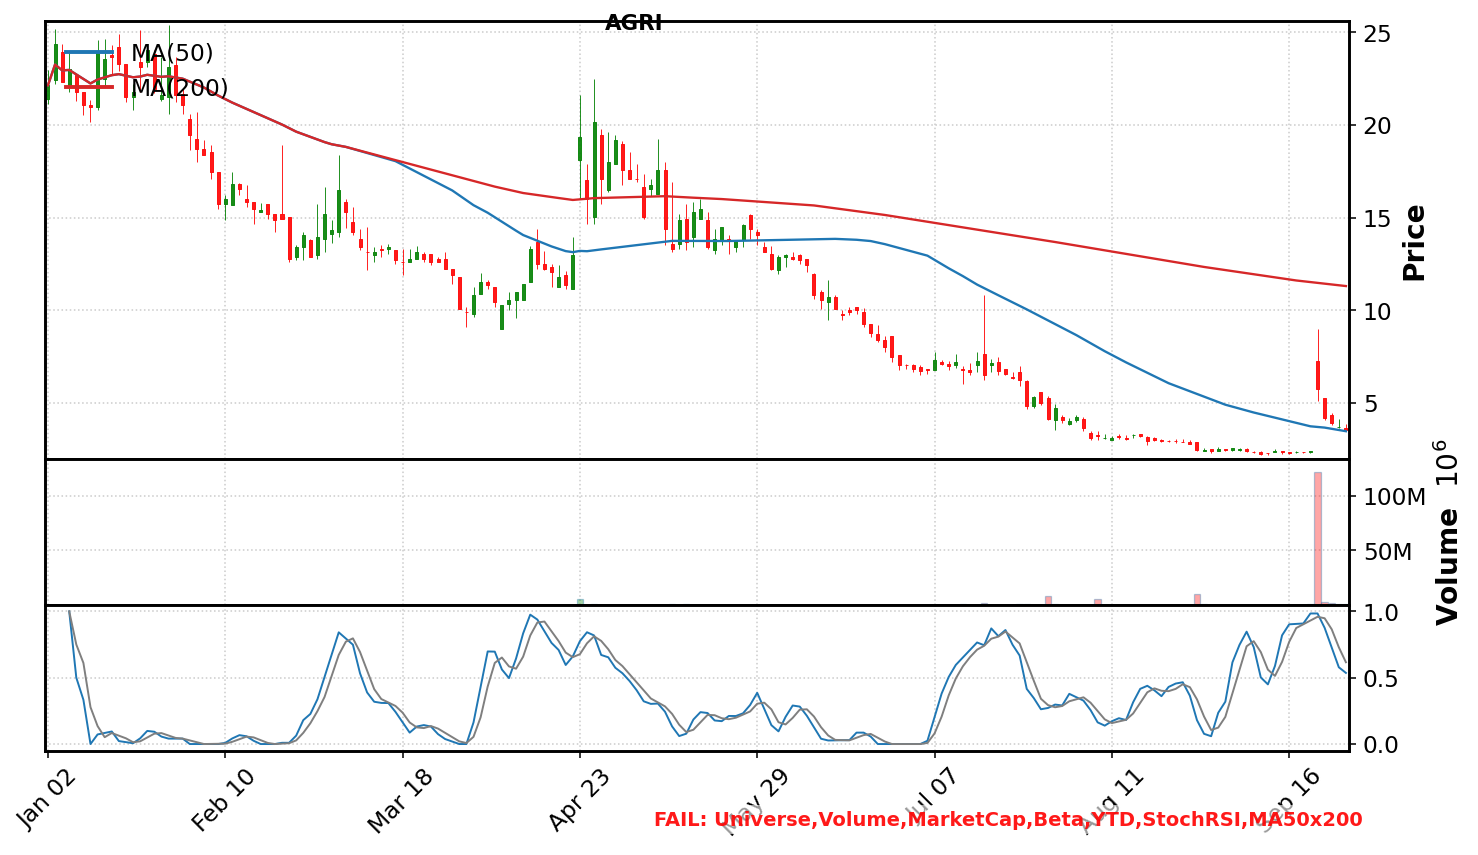 AGRI
MA(50)
MA(200)
25
20
15
10
5
Price
100M
50M
Volume 10⁶
1.0
0.5
0.0
Jan 02
Feb 10
Mar 18
Apr 23
May 29
Jul 07
Aug 11
Sep 16
FAIL: Universe,Volume,MarketCap,Beta,YTD,StochRSI,MA50x200